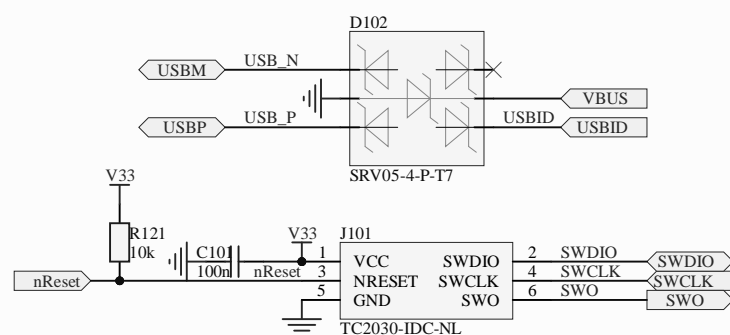 D102
USBM USB_N
VBUS
USBP USB_P USBID USBID
SRV05-4-P-T7
V33
R121
10k
V33 J101
C101 1 VCC SWDIO 2 SWDIO SWDIO
nReset 100n nReset 3 NRESET SWCLK 4 SWCLK SWCLK
5 GND SWO 6 SWO SWO
TC2030-IDC-NL